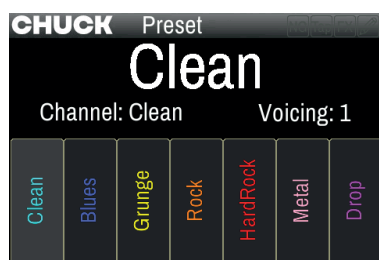 CHUCK Preset
Clean
Channel: Clean Voicing: 1
Clean
Blues
Grunge
Rock
HardRock
Metal
Drop